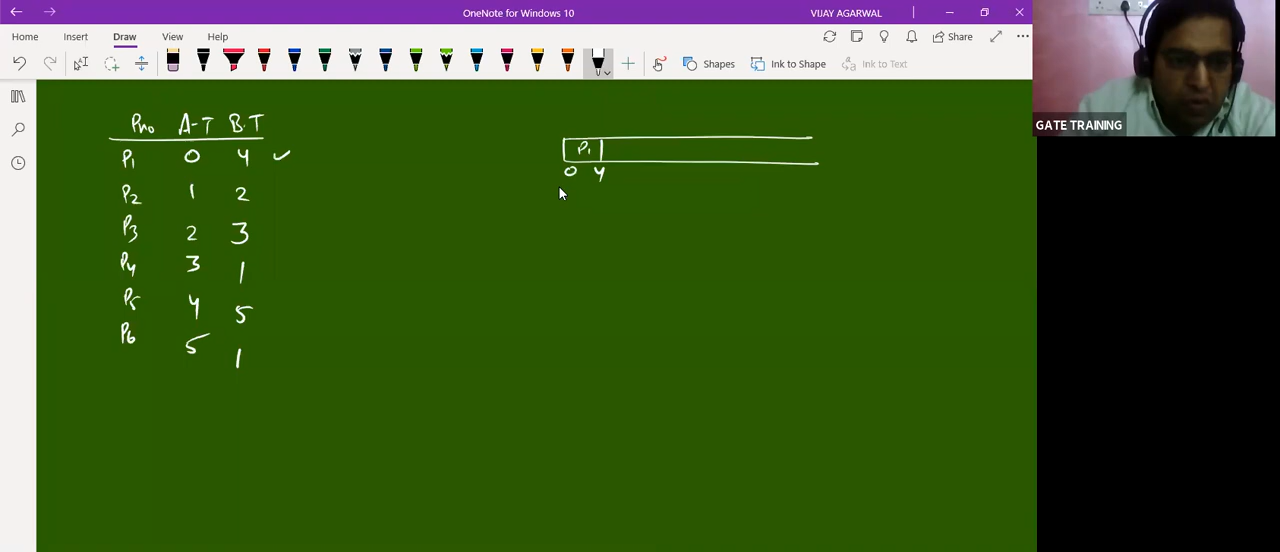 OneNote for Windows 10
VIJAY AGARWAL
Home Insert Draw View Help
Share
Shapes Ink to Shape Ink to Text
Pno A-T B.T
P1 0 4
P2 1 2
P3 2 3
P4 3 1
P5 4 5
P6 5 1
P1
0 4
GATE TRAINING